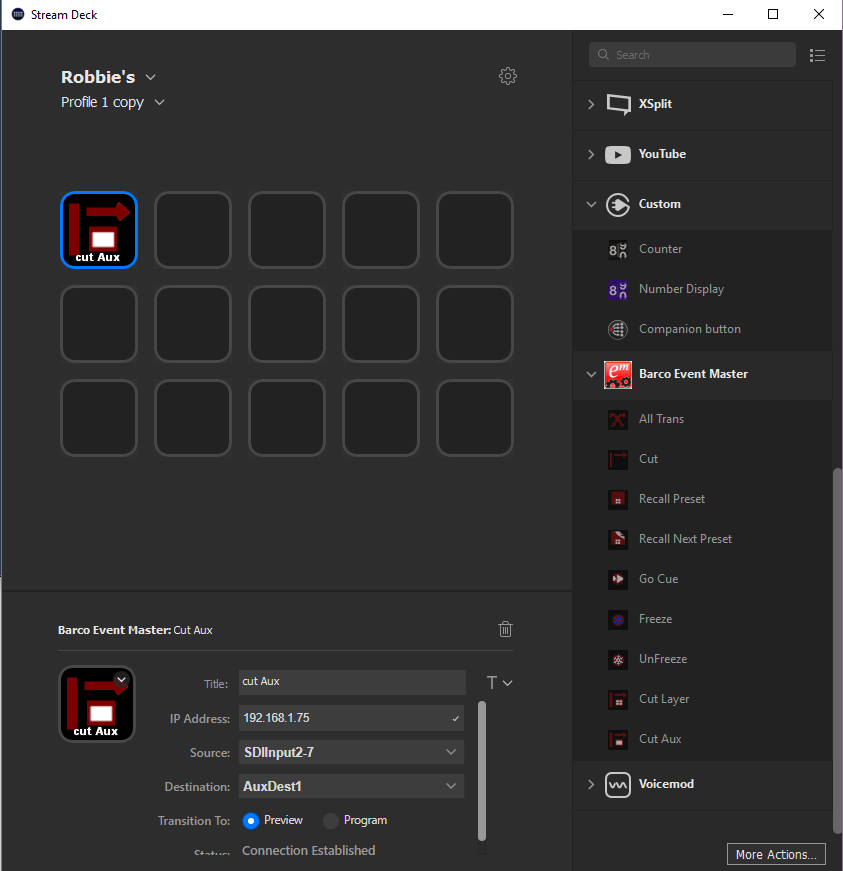 Stream Deck
Robbie's
Profile 1 copy
cut Aux
Search
XSplit
YouTube
Custom
Counter
Number Display
Companion button
em
Barco Event Master
All Trans
Cut
Recall Preset
Recall Next Preset
Go Cue
Freeze
UnFreeze
Cut Layer
Cut Aux
Voicemod
More Actions...
Barco Event Master: Cut Aux
cut Aux
Title: cut Aux
T
IP Address: 192.168.1.75
Source: SDIInput2-7
Destination: AuxDest1
Transition To: Preview Program
Status: Connection Established